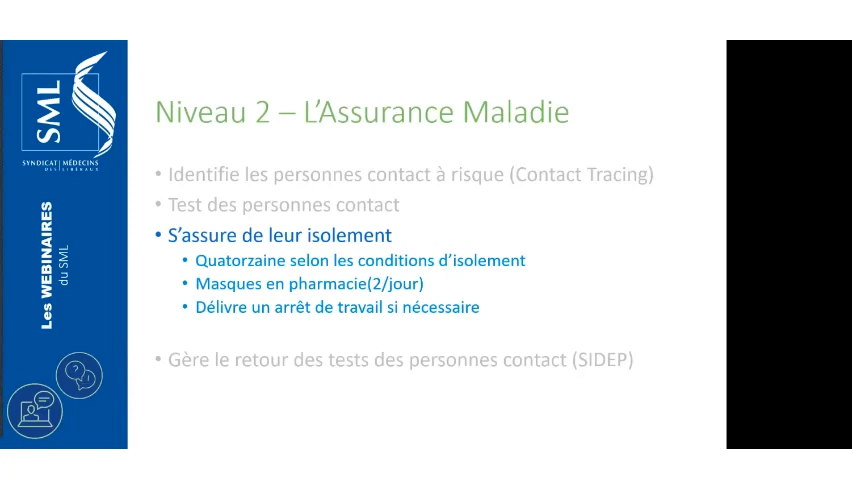 SML
SYNDICAT MÉDECINS
DES LIBÉRAUX
Les WEBINAIRES
du SML
Niveau 2 – L’Assurance Maladie
• Identifie les personnes contact à risque (Contact Tracing)
• Test des personnes contact
• S’assure de leur isolement
• Quatorzaine selon les conditions d’isolement
• Masques en pharmacie(2/jour)
• Délivre un arrêt de travail si nécessaire
• Gère le retour des tests des personnes contact (SIDEP)